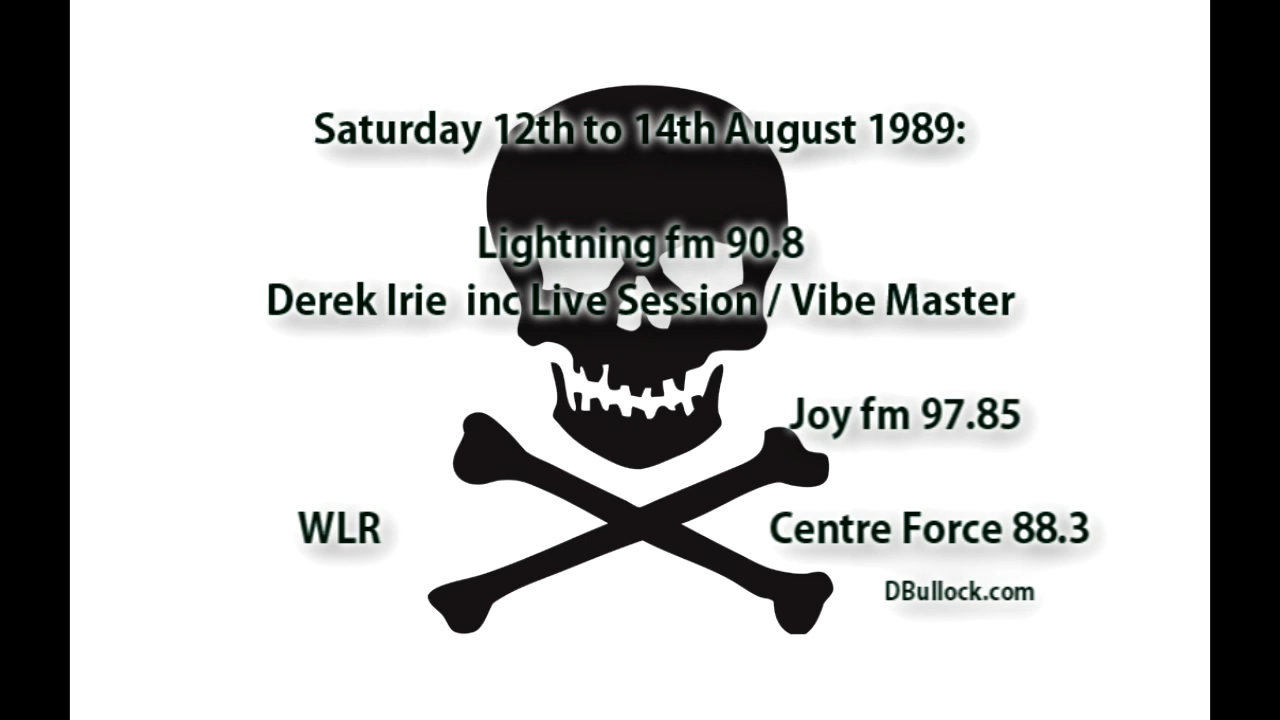 Saturday 12th to 14th August 1989:
Lightning fm 90.8
Derek Irie inc Live Session / Vibe Master
Joy fm 97.85
WLR
Centre Force 88.3
DBullock.com